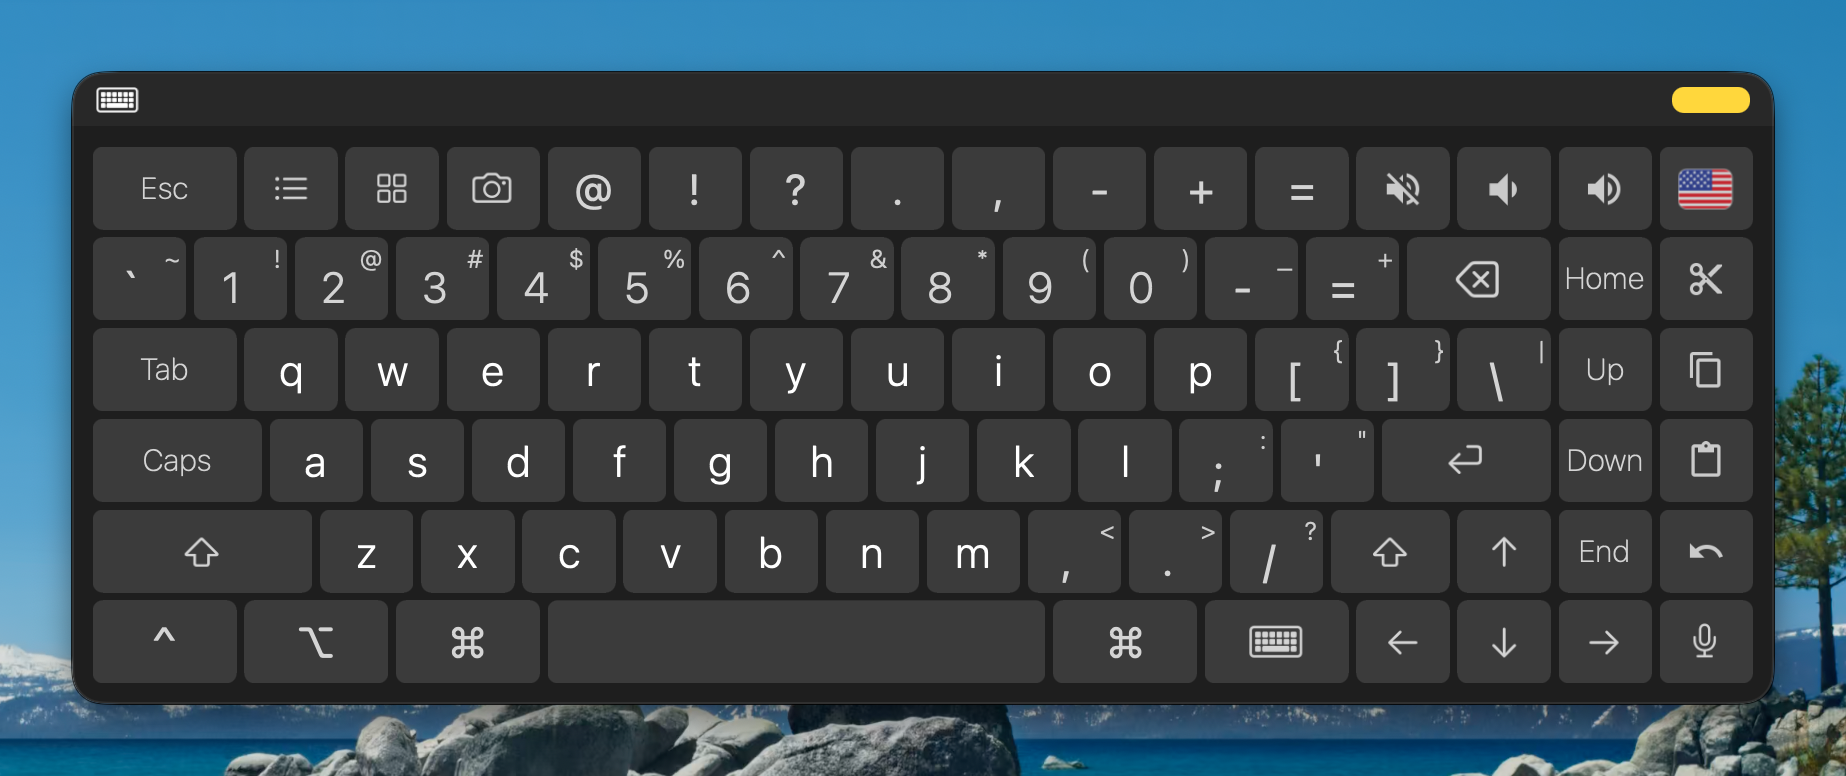 Esc @ ! ? . , - + =
` ~ 1 ! 2 @ 3 # 4 $ 5 % 6 ^ 7 & 8 * 9 ( 0 ) - _ = + Home
Tab q w e r t y u i o p [ { ] } \ | Up
Caps a s d f g h j k l ; : ' " Down
z x c v b n m , < . > / ? ↑ End
^ ⌥ ⌘ ⌘ ← ↓ →